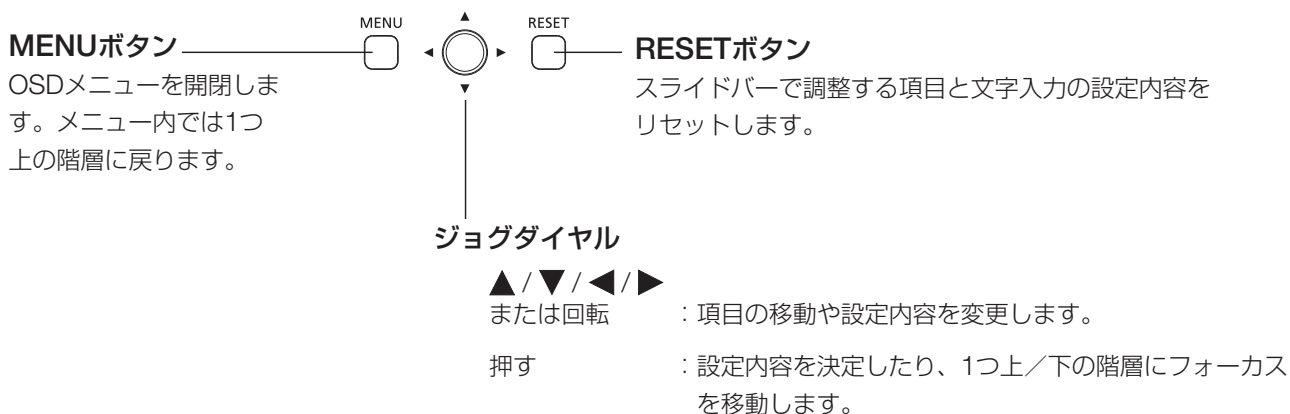 MENU
RESET
MENUボタン
OSDメニューを開閉しま
す。メニュー内では1つ
上の階層に戻ります。
RESETボタン
スライドバーで調整する項目と文字入力の設定内容を
リセットします。
ジョグダイヤル
▲/▼/◀/▶
または回転 ：項目の移動や設定内容を変更します。
押す ：設定内容を決定したり、1つ上／下の階層にフォーカス
を移動します。